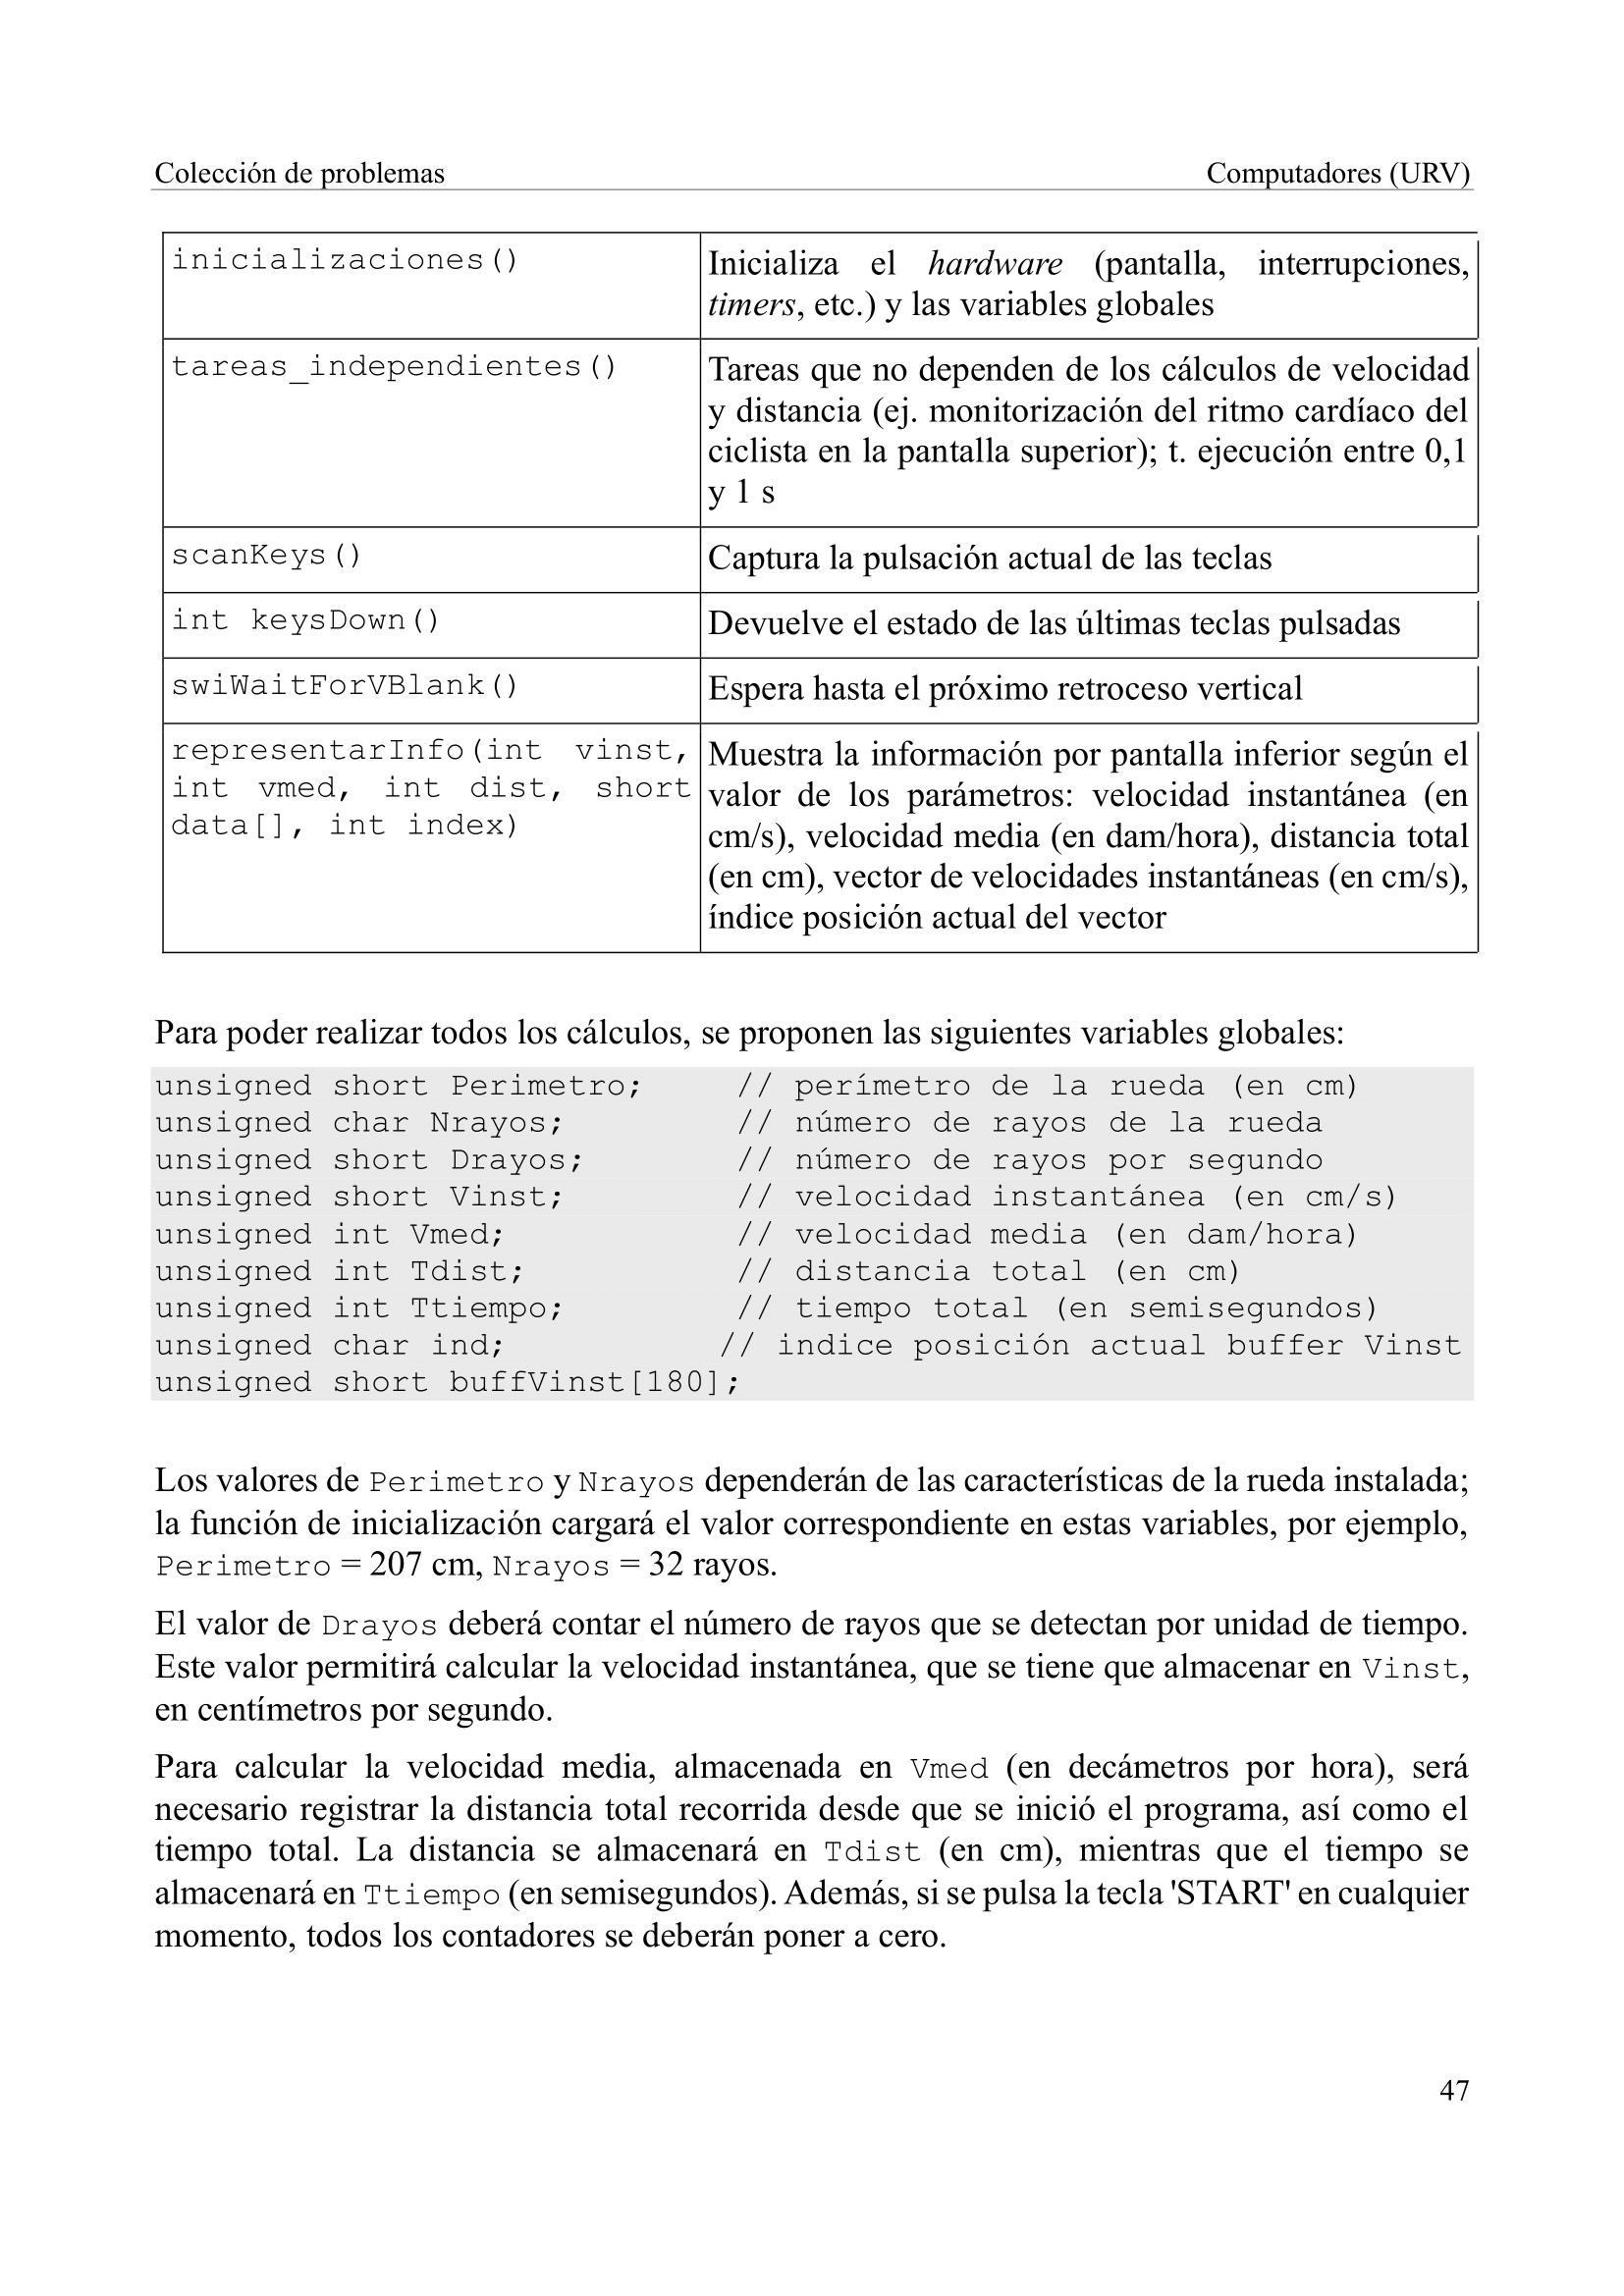 Colección de problemas Computadores (URV)
inicializaciones()
Inicializa el hardware (pantalla, interrupciones,
timers, etc.) y las variables globales
tareas_independientes()
Tareas que no dependen de los cálculos de velocidad
y distancia (ej. monitorización del ritmo cardíaco del
ciclista en la pantalla superior); t. ejecución entre 0,1
y 1 s
scanKeys()
Captura la pulsación actual de las teclas
int keysDown()
Devuelve el estado de las últimas teclas pulsadas
swiWaitForVBlank()
Espera hasta el próximo retroceso vertical
representarInfo(int vinst,
int vmed, int dist, short
data[], int index)
Muestra la información por pantalla inferior según el
valor de los parámetros: velocidad instantánea (en
cm/s), velocidad media (en dam/hora), distancia total
(en cm), vector de velocidades instantáneas (en cm/s),
índice posición actual del vector
Para poder realizar todos los cálculos, se proponen las siguientes variables globales:
unsigned short Perimetro; // perímetro de la rueda (en cm)
unsigned char Nrayos; // número de rayos de la rueda
unsigned short Drayos; // número de rayos por segundo
unsigned short Vinst; // velocidad instantánea (en cm/s)
unsigned int Vmed; // velocidad media (en dam/hora)
unsigned int Tdist; // distancia total (en cm)
unsigned int Ttiempo; // tiempo total (en semisegundos)
unsigned char ind; // indice posición actual buffer Vinst
unsigned short buffVinst[180];
Los valores de Perimetro y Nrayos dependerán de las características de la rueda instalada;
la función de inicialización cargará el valor correspondiente en estas variables, por ejemplo,
Perimetro = 207 cm, Nrayos = 32 rayos.
El valor de Drayos deberá contar el número de rayos que se detectan por unidad de tiempo.
Este valor permitirá calcular la velocidad instantánea, que se tiene que almacenar en Vinst,
en centímetros por segundo.
Para calcular la velocidad media, almacenada en Vmed (en decámetros por hora), será
necesario registrar la distancia total recorrida desde que se inició el programa, así como el
tiempo total. La distancia se almacenará en Tdist (en cm), mientras que el tiempo se
almacenará en Ttiempo (en semisegundos). Además, si se pulsa la tecla 'START' en cualquier
momento, todos los contadores se deberán poner a cero.
47